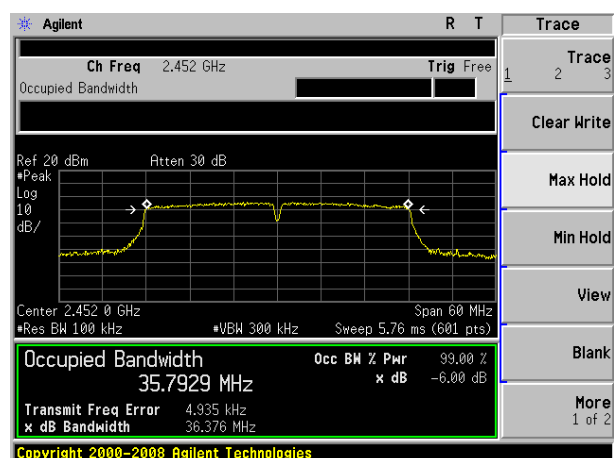 Agilent R T Trace
Ch Freq 2.452 GHz Trig Free
Occupied Bandwidth
Trace
1 2 3
Clear Write
Max Hold
Min Hold
View
Blank
More
1 of 2
Ref 20 dBm Atten 30 dB
#Peak
Log
10
dB/
Center 2.452 0 GHz Span 60 MHz
#Res BW 100 kHz #VBW 300 kHz Sweep 5.76 ms (601 pts)
Occupied Bandwidth Occ BW % Pwr 99.00 %
35.7929 MHz x dB -6.00 dB
Transmit Freq Error 4.935 kHz
x dB Bandwidth 36.376 MHz
Copyright 2000-2008 Agilent Technologies